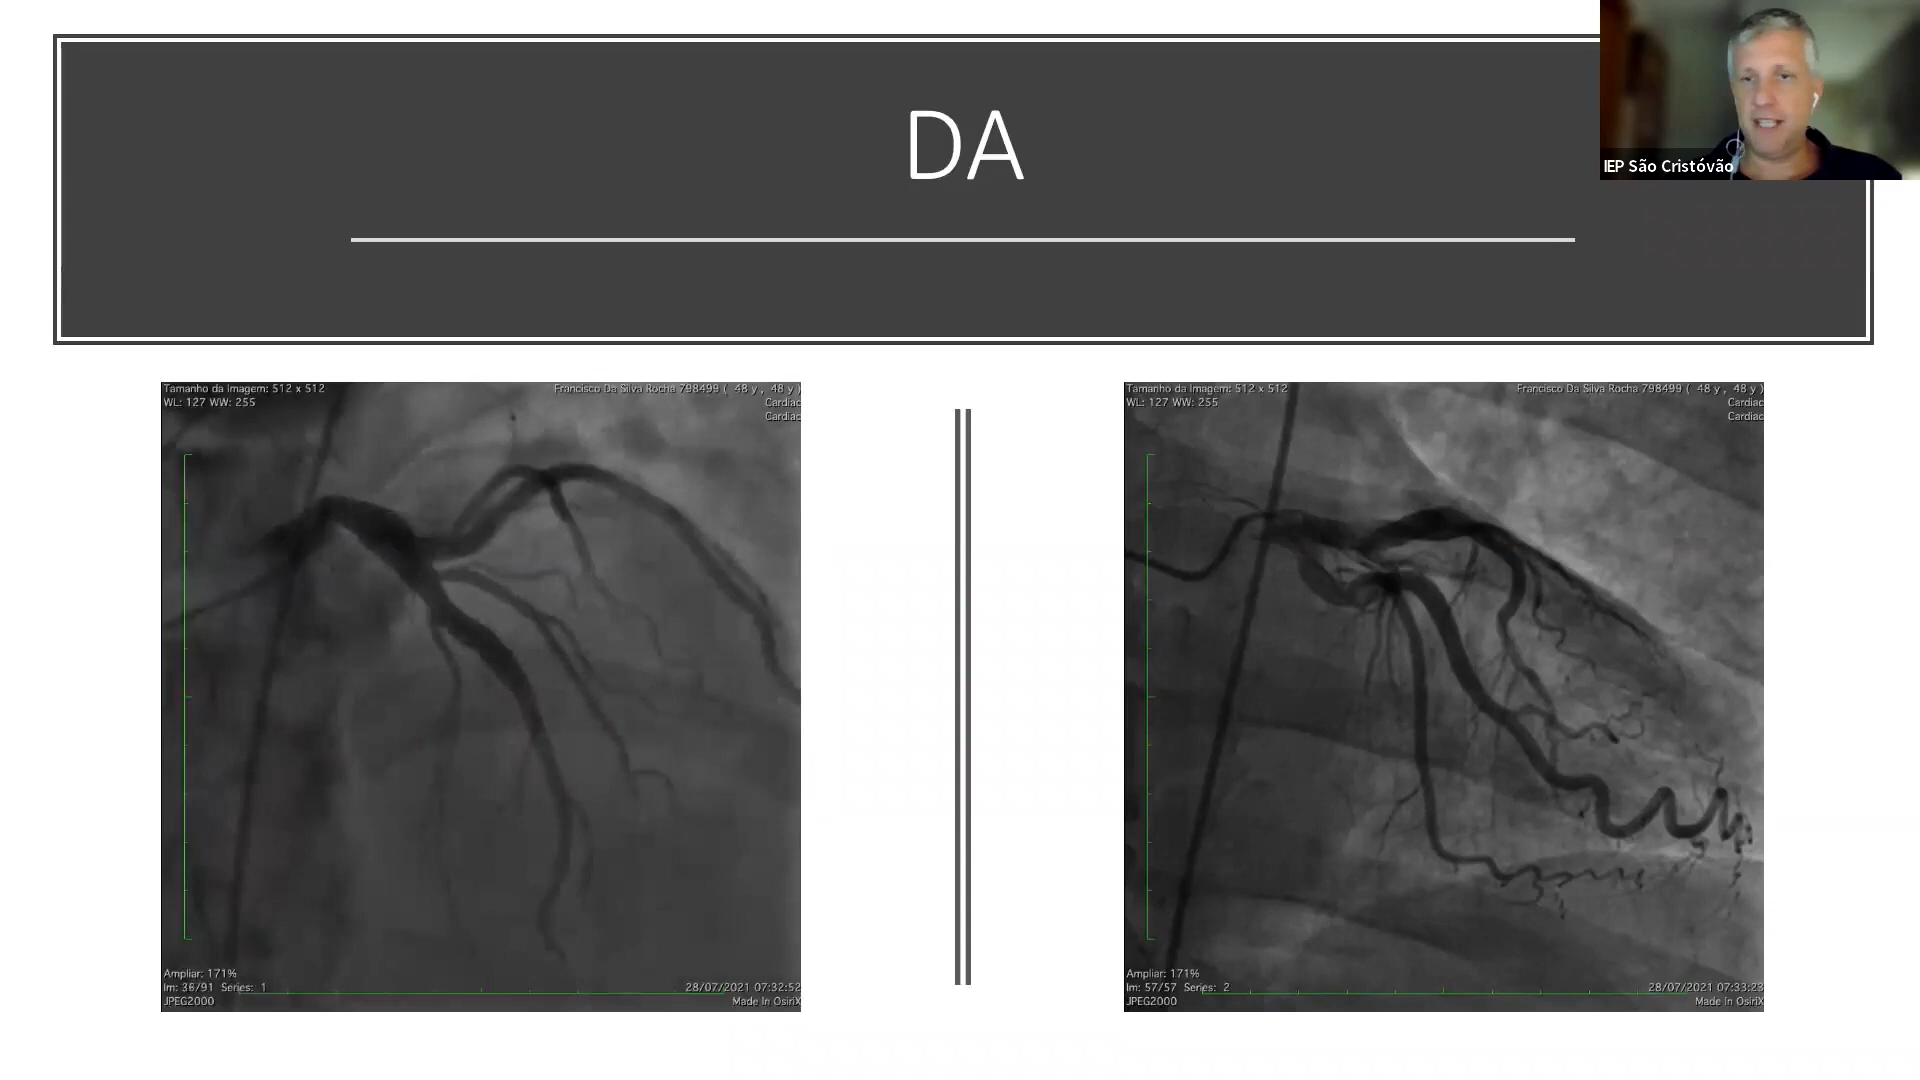 DA
IEP São Cristóvão
Tamanho da Imagem: 512 x 512
WL: 127 WW: 255
Francisco Da Silva Rocha 798499 ( 48 y , 48 y )
Cardiac
Cardiac
Ampliar: 171%
Im: 36/91 Series: 1
JPEG2000
28/07/2021 07:32:52
Made In OsiriX
Tamanho da Imagem: 512 x 512
WL: 127 WW: 255
Francisco Da Silva Rocha 798499 ( 48 y , 48 y )
Cardiac
Cardiac
Ampliar: 171%
Im: 57/57 Series: 2
JPEG2000
28/07/2021 07:33:23
Made In OsiriX